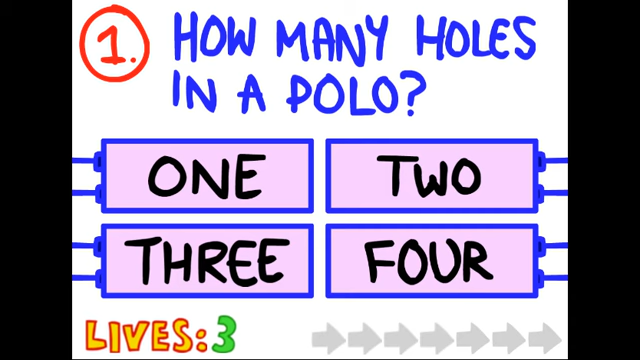 1. HOW MANY HOLES
IN A POLO?
ONE
TWO
THREE
FOUR
LIVES:3